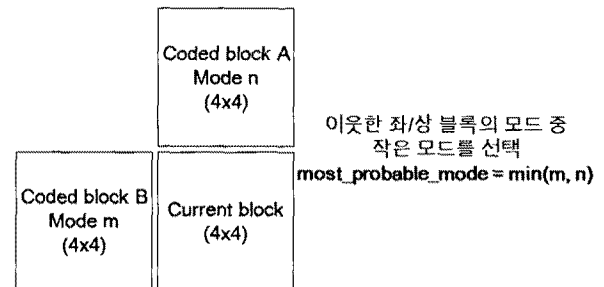 Coded block A
Mode n
(4x4)
이웃한 좌/상 블록의 모드 중
작은 모드를 선택
most_probable_mode = min(m, n)
Coded block B
Mode m
(4x4)
Current block
(4x4)